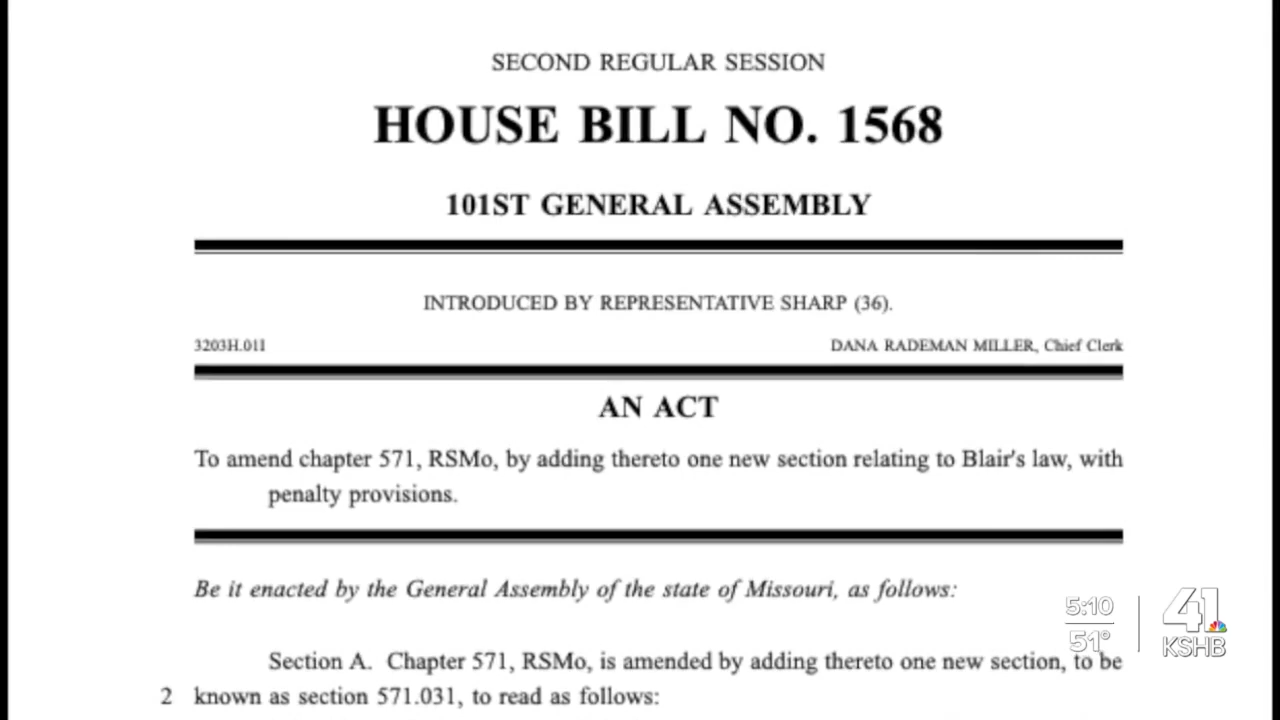 SECOND REGULAR SESSION
HOUSE BILL NO. 1568
101ST GENERAL ASSEMBLY
INTRODUCED BY REPRESENTATIVE SHARP (36).
3203H.01I
DANA RADEMAN MILLER, Chief Clerk
AN ACT
To amend chapter 571, RSMo, by adding thereto one new section relating to Blair's law, with
penalty provisions.
Be it enacted by the General Assembly of the state of Missouri, as follows:
Section A. Chapter 571, RSMo, is amended by adding thereto one new section, to be
2 known as section 571.031, to read as follows:
5:10
51°
41
KSHB